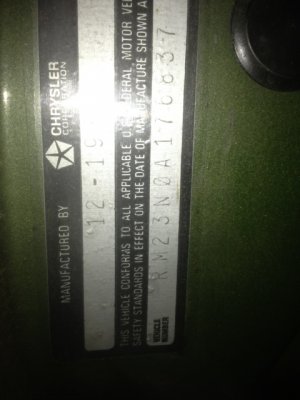 MANUFACTURED BY
CHRYSLER
CORPORATION
12-19
THIS VEHICLE CONFORMS TO ALL APPLICABLE U.S. FEDERAL MOTOR VE
SAFETY STANDARDS IN EFFECT ON THE DATE OF MANUFACTURE SHOWN A
VEHICLE
NUMBER
RM23N0A176637